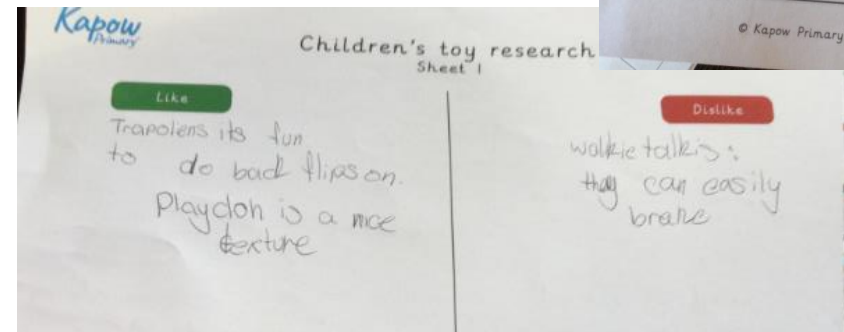 Kapow
Primary
© Kapow Primary
Children's toy research
Sheet 1
Like
Trapolens its fun
to do back flips on.
Playdoh is a nice
texture
Dislike
walkie talkis:
thay can easily
brake